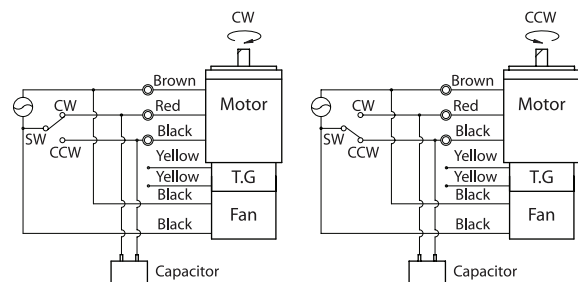 CW
Brown
CW
Red
Motor
SW
CCW
Black
Yellow
Yellow
T.G
Black
Fan
Black
Capacitor
CCW
Brown
CW
Red
Motor
SW
CCW
Black
Yellow
Yellow
T.G
Black
Fan
Black
Capacitor